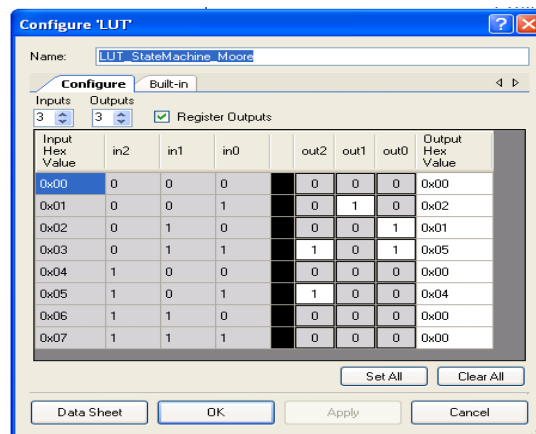 Configure 'LUT'
Name: LUT_StateMachine_Moore
Configure Built-in
Inputs Outputs
3 3 Register Outputs
Input Hex Value in2 in1 in0 out2 out1 out0 Output Hex Value
0x00 0 0 0 0 0 0 0x00
0x01 0 0 1 0 1 0 0x02
0x02 0 1 0 0 0 1 0x01
0x03 0 1 1 1 0 1 0x05
0x04 1 0 0 0 0 0 0x00
0x05 1 0 1 1 0 0 0x04
0x06 1 1 0 0 0 0 0x00
0x07 1 1 1 0 0 0 0x00
Set All Clear All
Data Sheet OK Apply Cancel